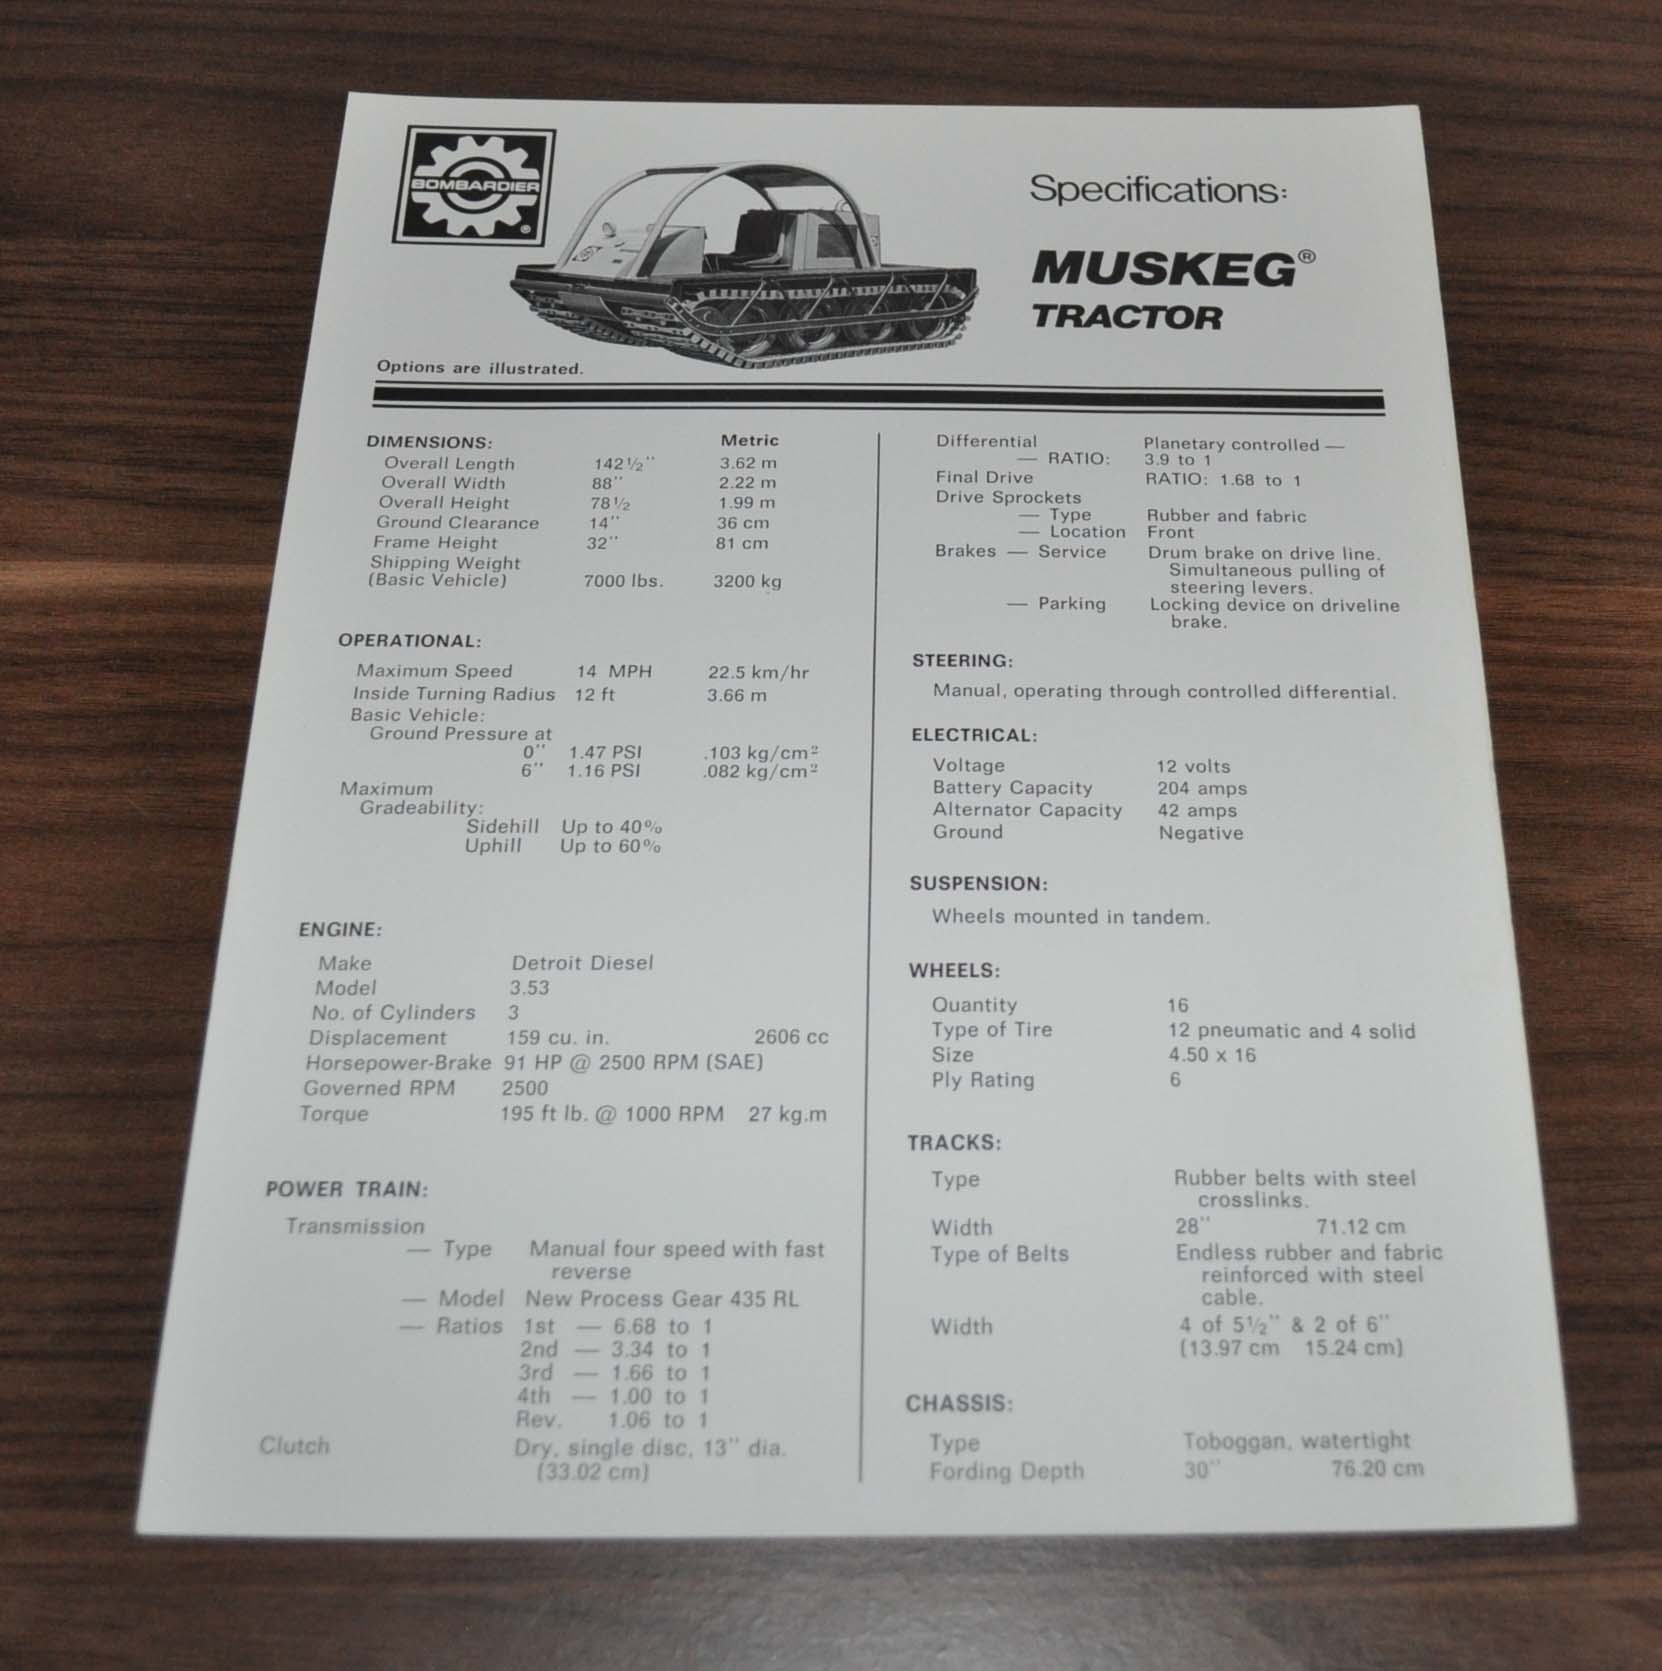 BOMBARDIER
®
Specifications:
MUSKEG®
TRACTOR
Options are illustrated.
DIMENSIONS: Metric
Overall Length 142½" 3.62 m
Overall Width 88" 2.22 m
Overall Height 78½ 1.99 m
Ground Clearance 14" 36 cm
Frame Height 32" 81 cm
Shipping Weight
(Basic Vehicle) 7000 lbs. 3200 kg
OPERATIONAL:
Maximum Speed 14 MPH 22.5 km/hr
Inside Turning Radius 12 ft 3.66 m
Basic Vehicle:
Ground Pressure at
0" 1.47 PSI .103 kg/cm²
6" 1.16 PSI .082 kg/cm²
Maximum
Gradeability:
Sidehill Up to 40%
Uphill Up to 60%
ENGINE:
Make Detroit Diesel
Model 3.53
No. of Cylinders 3
Displacement 159 cu. in. 2606 cc
Horsepower-Brake 91 HP @ 2500 RPM (SAE)
Governed RPM 2500
Torque 195 ft lb. @ 1000 RPM 27 kg.m
POWER TRAIN:
Transmission
— Type Manual four speed with fast
reverse
— Model New Process Gear 435 RL
— Ratios 1st — 6.68 to 1
2nd — 3.34 to 1
3rd — 1.66 to 1
4th — 1.00 to 1
Rev. 1.06 to 1
Clutch Dry, single disc, 13" dia.
(33.02 cm)
Differential Planetary controlled —
— RATIO: 3.9 to 1
Final Drive RATIO: 1.68 to 1
Drive Sprockets
— Type Rubber and fabric
— Location Front
Brakes — Service Drum brake on drive line.
Simultaneous pulling of
steering levers.
— Parking Locking device on driveline
brake.
STEERING:
Manual, operating through controlled differential.
ELECTRICAL:
Voltage 12 volts
Battery Capacity 204 amps
Alternator Capacity 42 amps
Ground Negative
SUSPENSION:
Wheels mounted in tandem.
WHEELS:
Quantity 16
Type of Tire 12 pneumatic and 4 solid
Size 4.50 x 16
Ply Rating 6
TRACKS:
Type Rubber belts with steel
crosslinks.
Width 28" 71.12 cm
Type of Belts Endless rubber and fabric
reinforced with steel
cable.
Width 4 of 5½" & 2 of 6"
(13.97 cm 15.24 cm)
CHASSIS:
Type Toboggan, watertight
Fording Depth 30" 76.20 cm